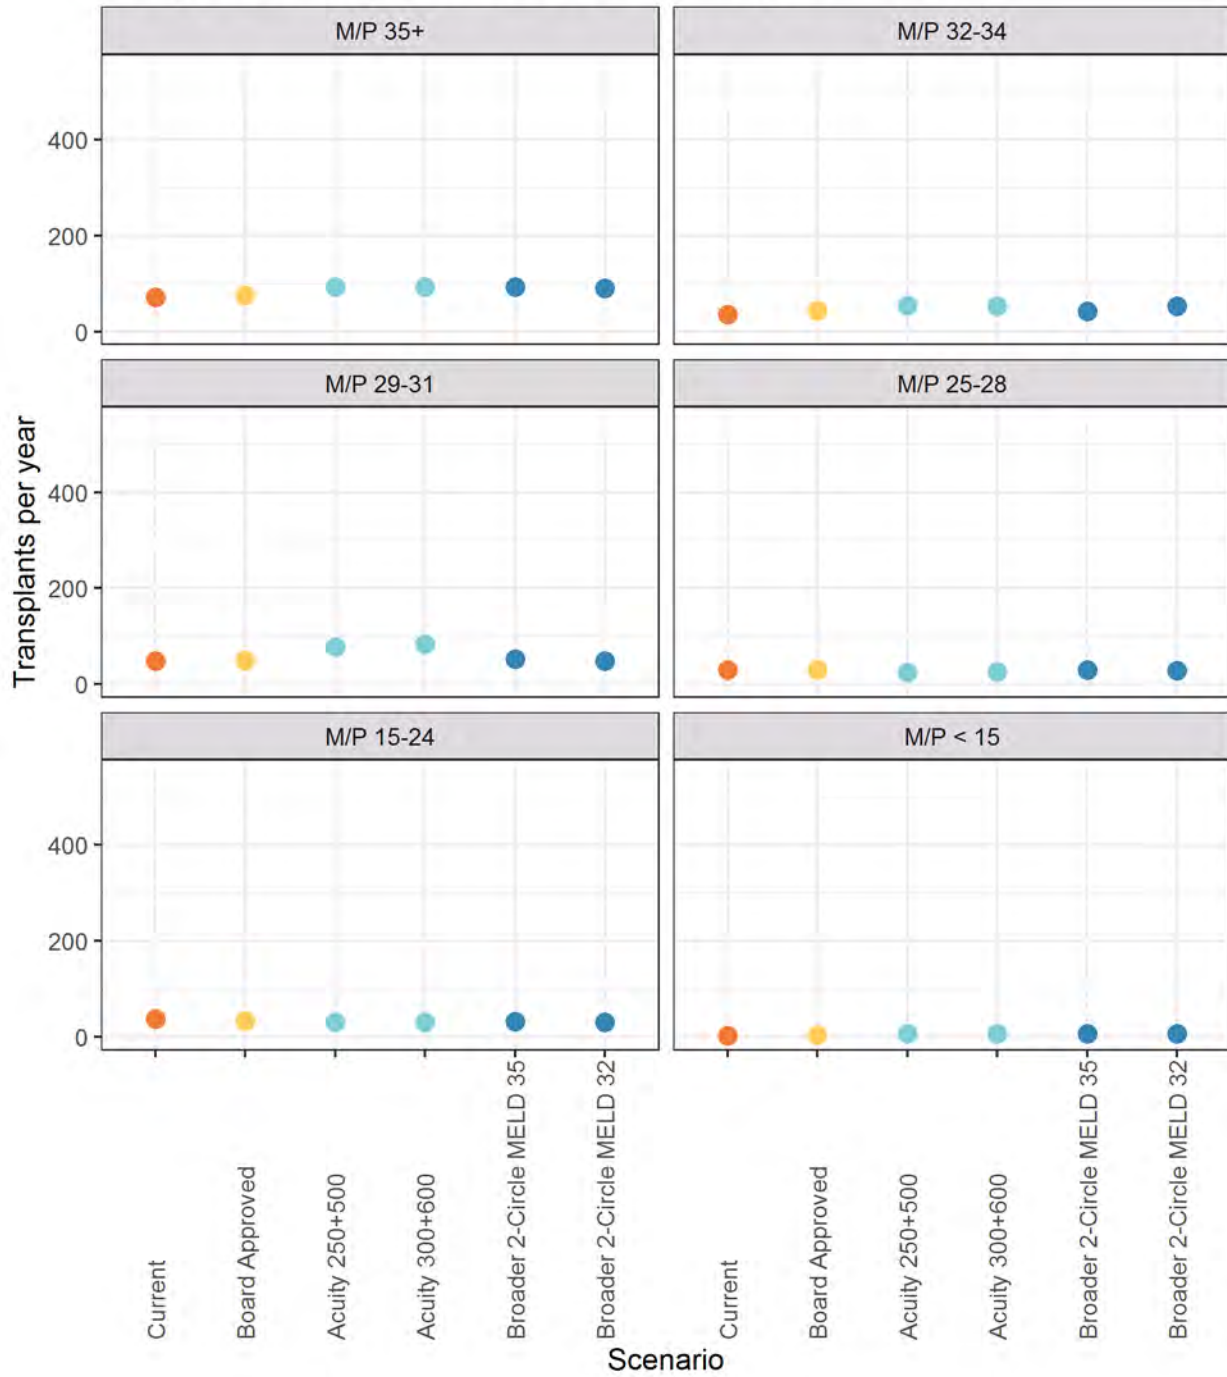 M/P 35+
M/P 32-34
400
200
0
M/P 29-31
M/P 25-28
400
200
0
M/P 15-24
M/P < 15
400
200
0
Transplants per year
Current
Board Approved
Acuity 250+500
Acuity 300+600
Broader 2-Circle MELD 35
Broader 2-Circle MELD 32
Current
Board Approved
Acuity 250+500
Acuity 300+600
Broader 2-Circle MELD 35
Broader 2-Circle MELD 32
Scenario